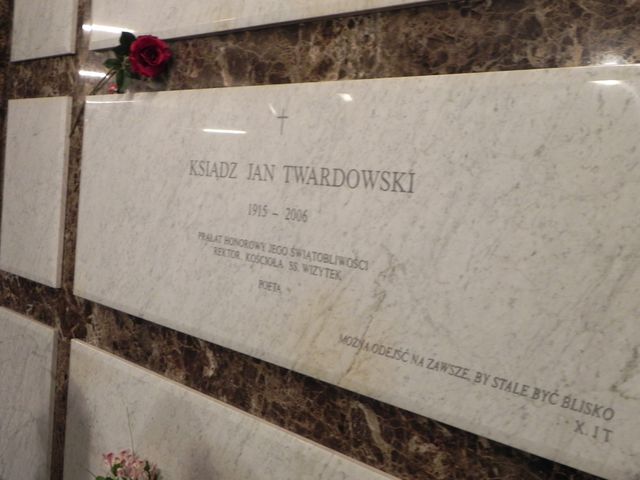 KSIĄDZ JAN TWARDOWSKI
1915 – 2006
PRAŁAT HONOROWY JEGO ŚWIĄTOBLIWOŚCI
REKTOR KOŚCIOŁA SS. WIZYTEK
POETA
MOŻNA ODEJŚĆ NA ZAWSZE, BY STALE BYĆ BLISKO
X. J T